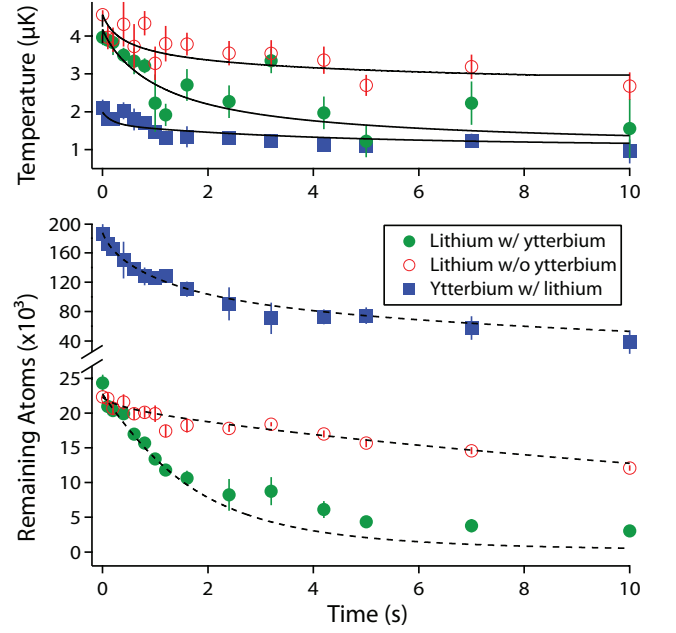 Temperature (µK)
4
3
2
1
0 2 4 6 8 10
Remaining Atoms (x10³)
200
160
120
80
40
25
20
15
10
5
0
Lithium w/ ytterbium
Lithium w/o ytterbium
Ytterbium w/ lithium
0 2 4 6 8 10
Time (s)